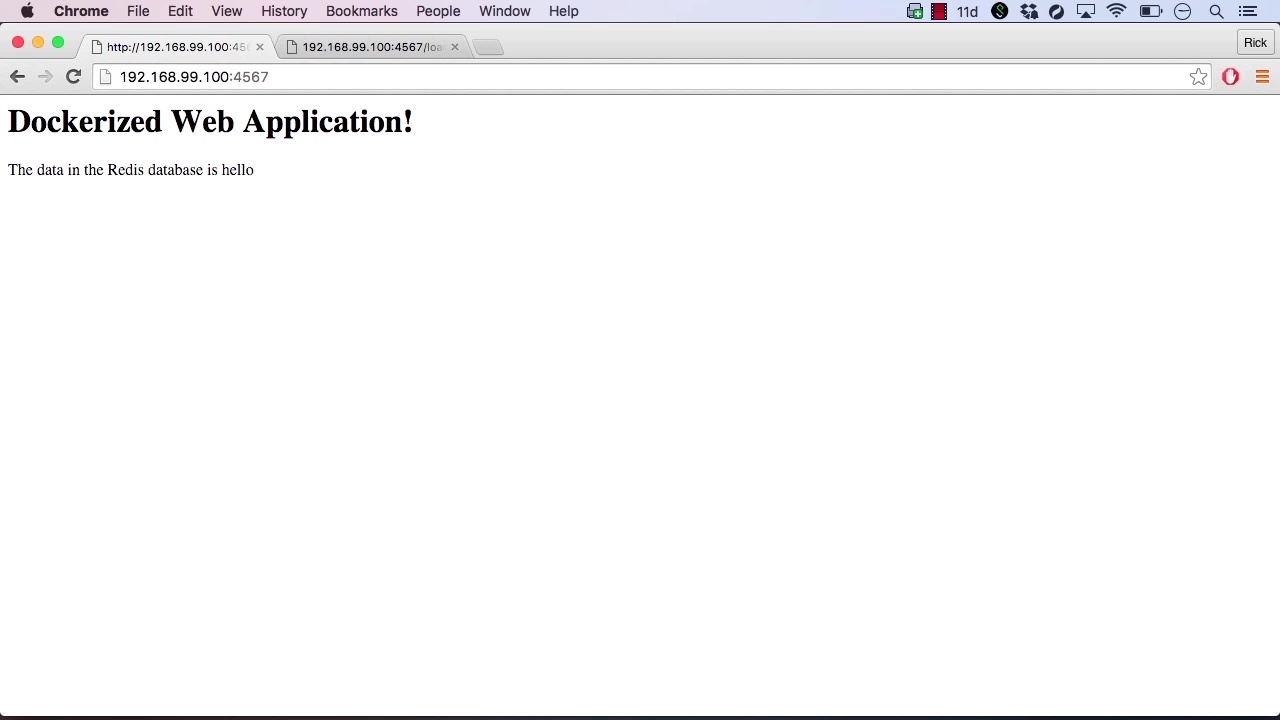 Chrome File Edit View History Bookmarks People Window Help 11d
http://192.168.99.100:456 192.168.99.100:4567/loa Rick
192.168.99.100:4567
Dockerized Web Application!
The data in the Redis database is hello